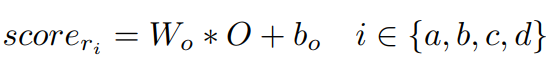 score_{r_i} = W_o * O + b_o   i ∈ {a, b, c, d}